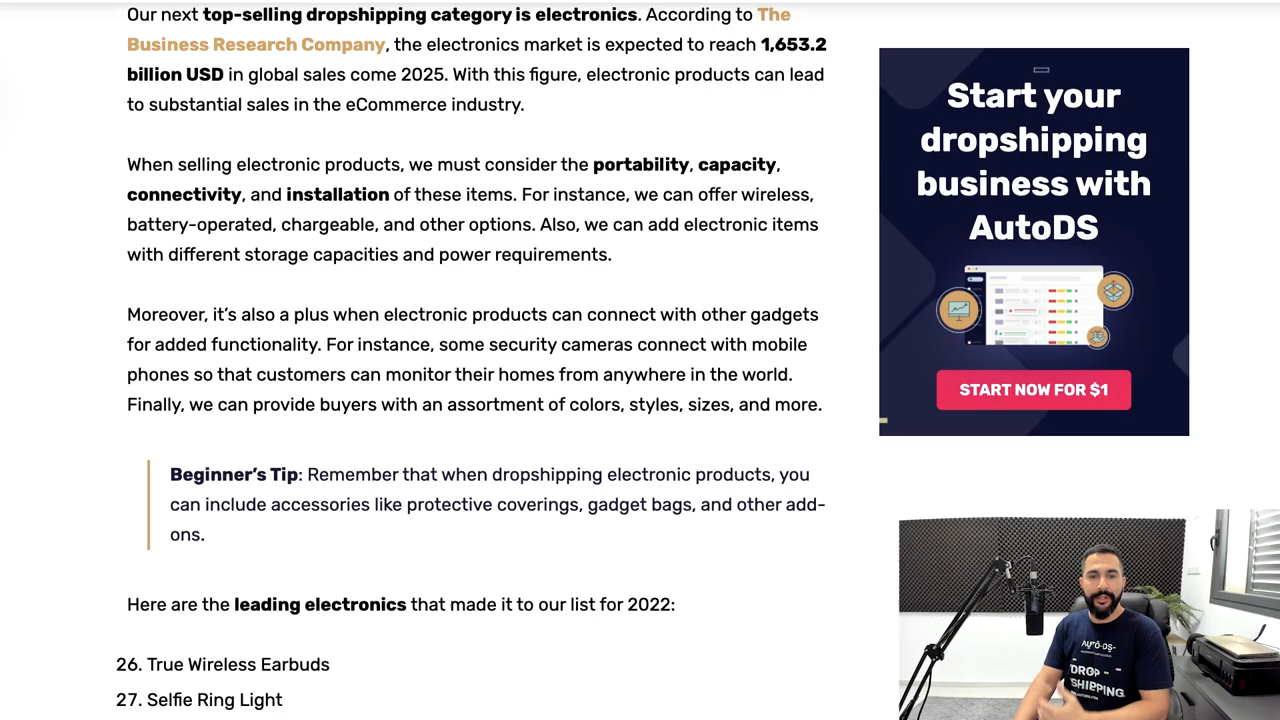 Our next top-selling dropshipping category is electronics. According to The
Business Research Company, the electronics market is expected to reach 1,653.2
billion USD in global sales come 2025. With this figure, electronic products can lead
to substantial sales in the eCommerce industry.
When selling electronic products, we must consider the portability, capacity,
connectivity, and installation of these items. For instance, we can offer wireless,
battery-operated, chargeable, and other options. Also, we can add electronic items
with different storage capacities and power requirements.
Moreover, it's also a plus when electronic products can connect with other gadgets
for added functionality. For instance, some security cameras connect with mobile
phones so that customers can monitor their homes from anywhere in the world.
Finally, we can provide buyers with an assortment of colors, styles, sizes, and more.
Beginner's Tip: Remember that when dropshipping electronic products, you
can include accessories like protective coverings, gadget bags, and other add-
ons.
Here are the leading electronics that made it to our list for 2022:
26. True Wireless Earbuds
27. Selfie Ring Light
Start your
dropshipping
business with
AutoDS
START NOW FOR $1
AUTO-DS
DROP
SHIPPING